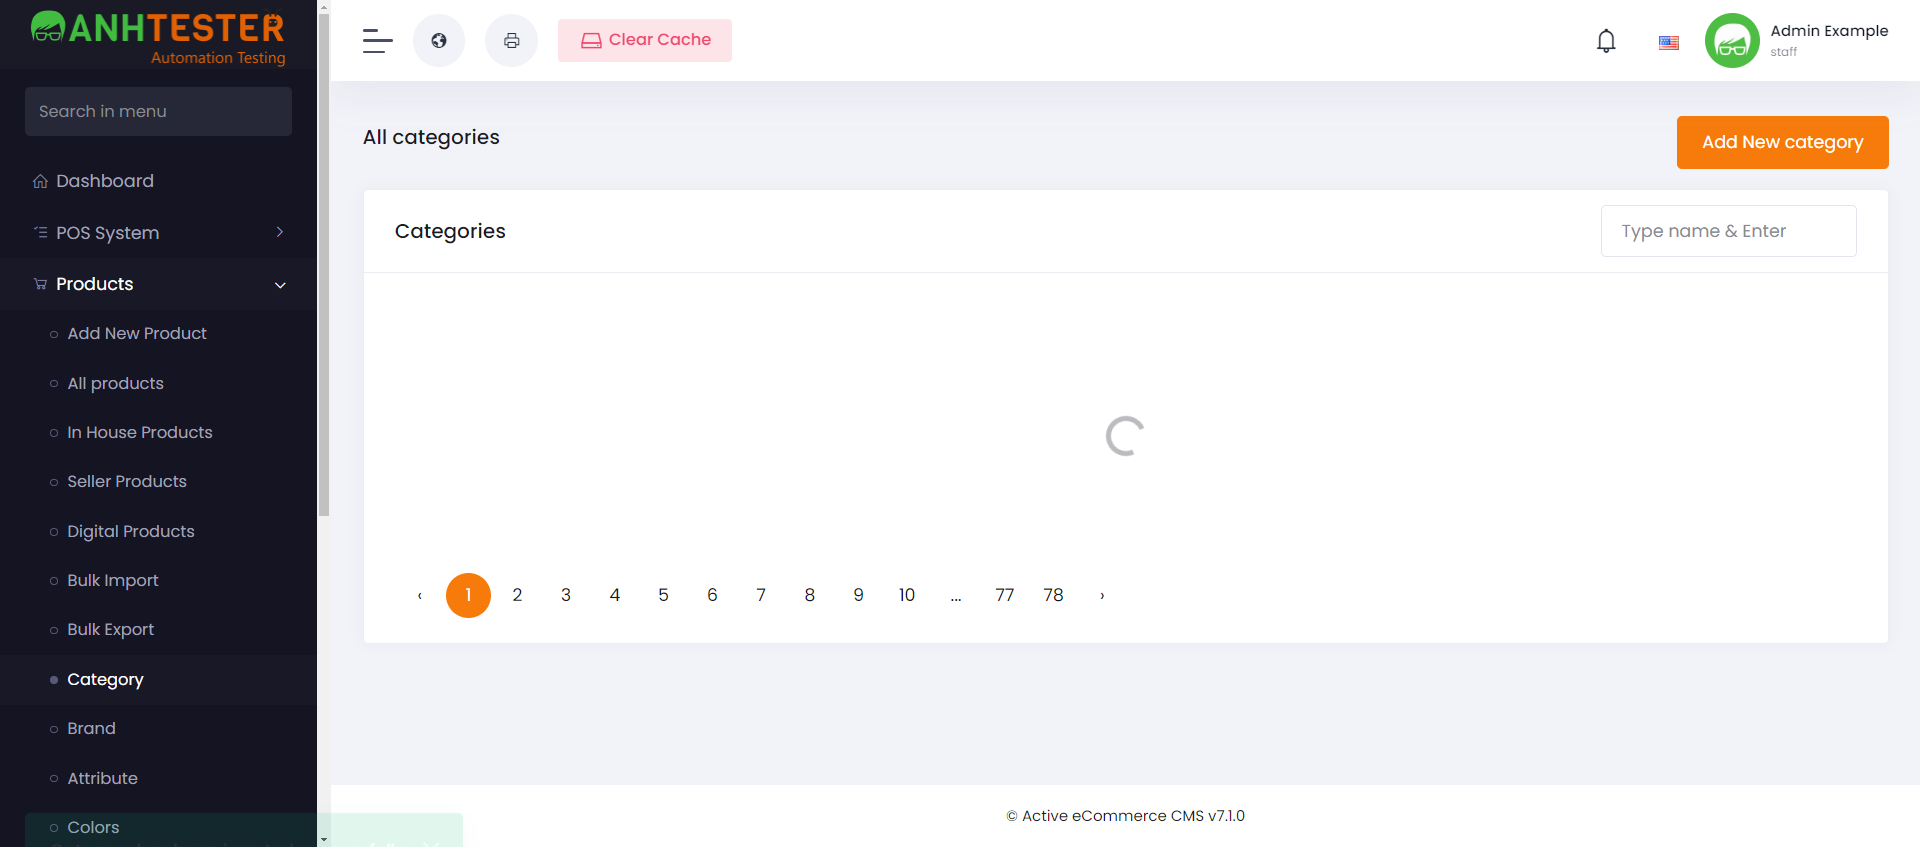 ANHTESTER
Automation Testing
Search in menu
Dashboard
POS System
Products
Add New Product
All products
In House Products
Seller Products
Digital Products
Bulk Import
Bulk Export
Category
Brand
Attribute
Colors
Clear Cache
Admin Example
staff
All categories
Add New category
Categories
Type name & Enter
‹ 1 2 3 4 5 6 7 8 9 10 ... 77 78 ›
© Active eCommerce CMS v7.1.0